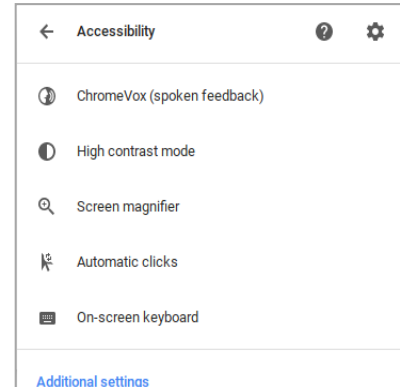 Accessibility
ChromeVox (spoken feedback)
High contrast mode
Screen magnifier
Automatic clicks
On-screen keyboard
Additional settings